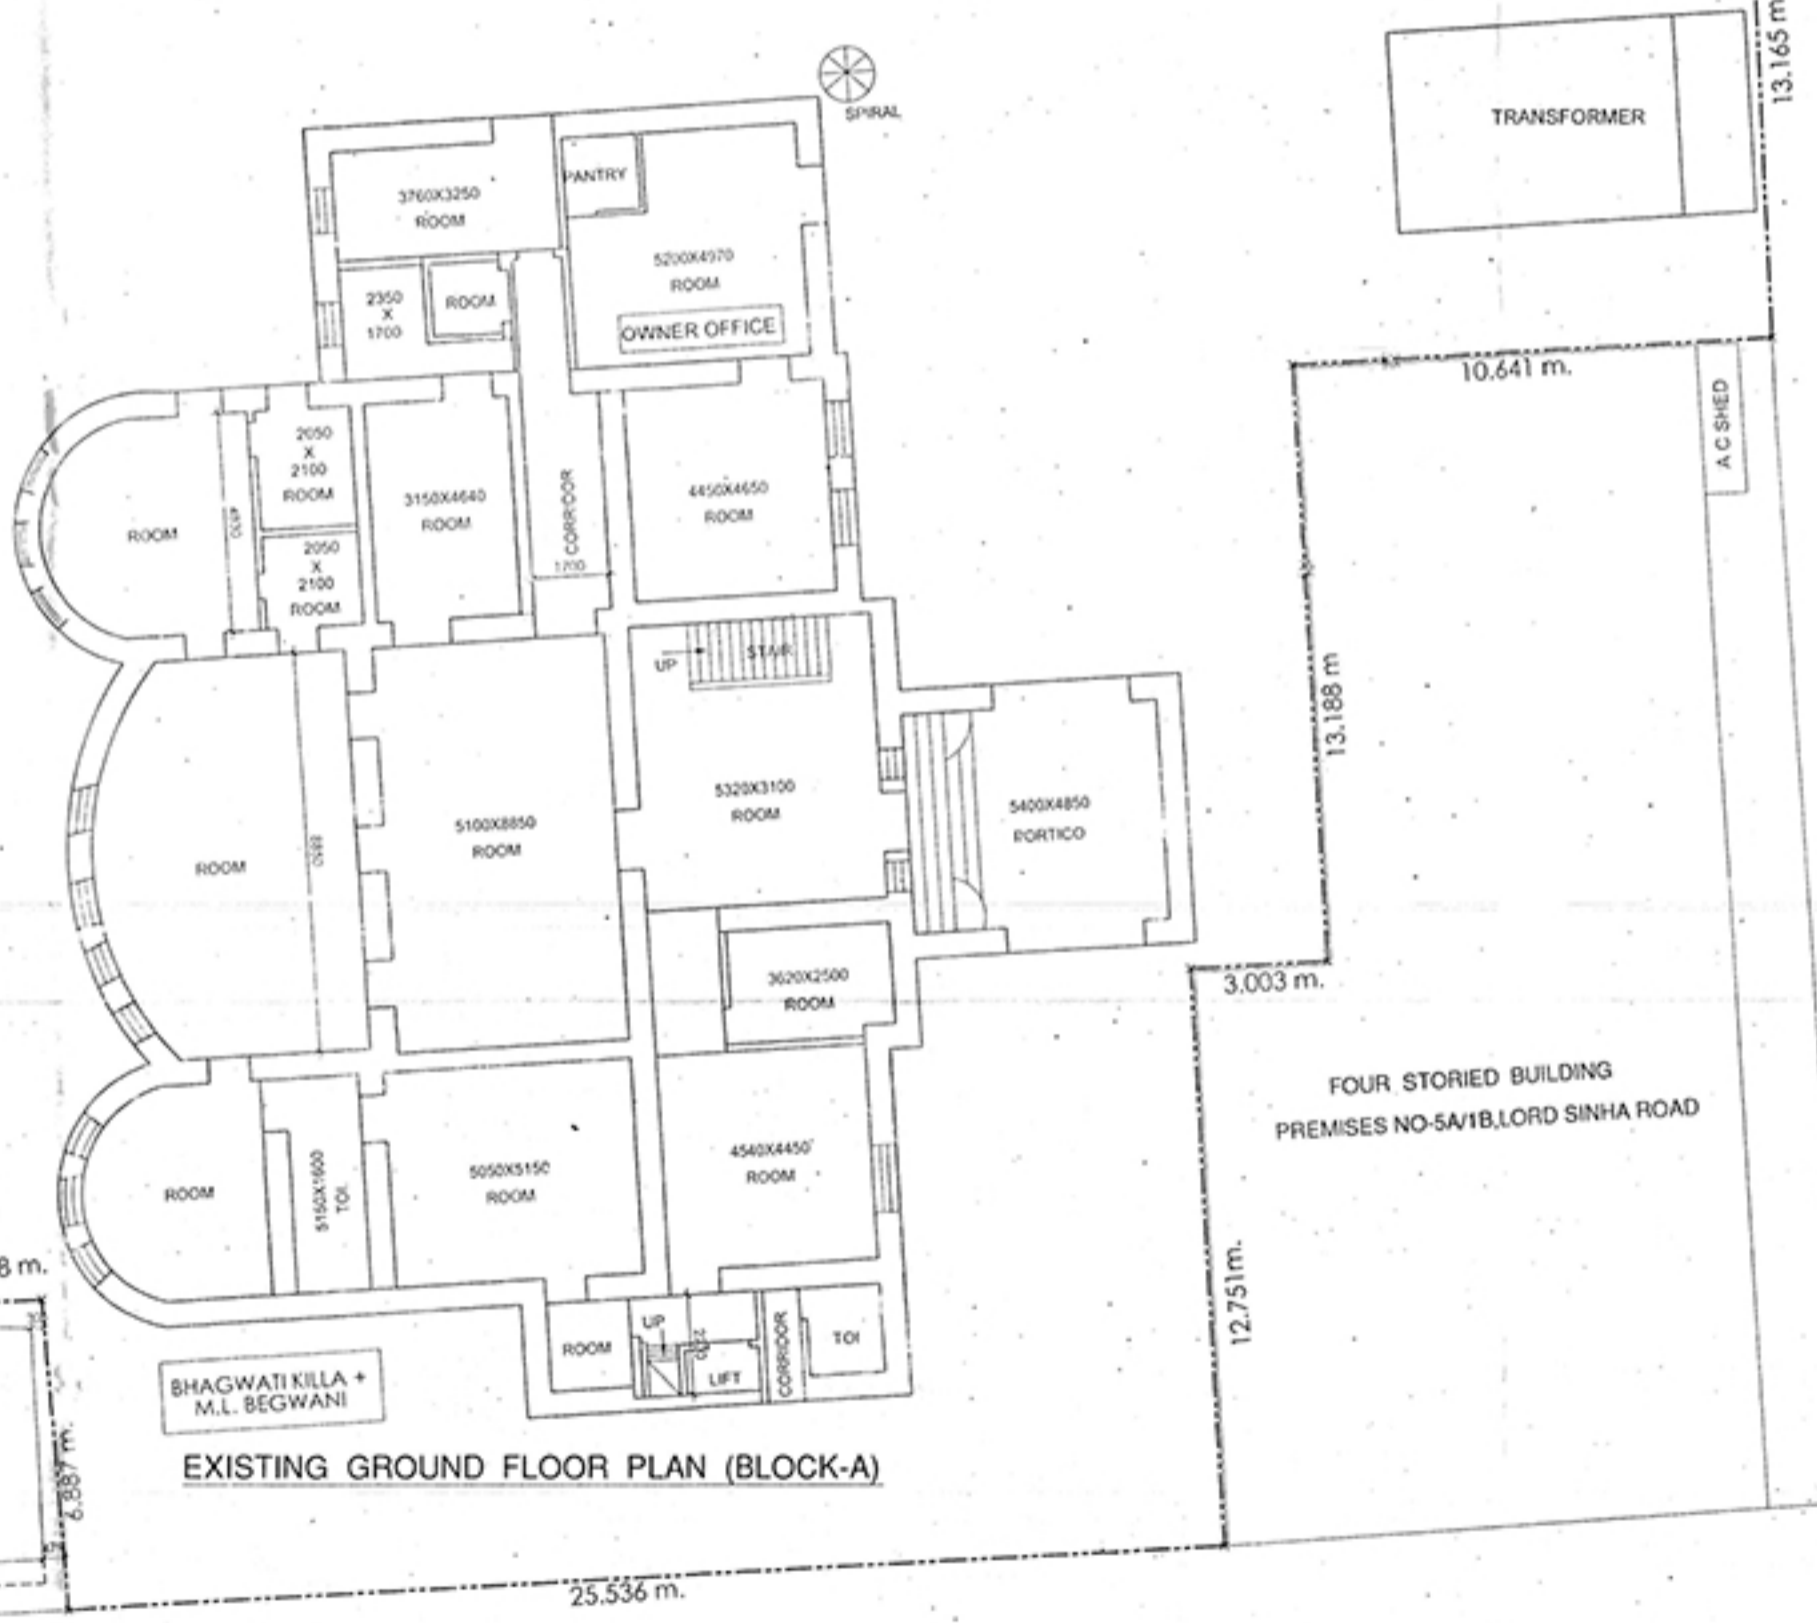 13.165 m
TRANSFORMER
SPIRAL
PANTRY
3760X3250
ROOM
5200X4970
ROOM
OWNER OFFICE
2350
X
1700
ROOM
10.641 m.
A C SHED
2050
X
2100
ROOM
ROOM
3150X4640
ROOM
CORRIDOR
1700
4450X4650
ROOM
2050
X
2100
ROOM
UP
STAIR
13.188 m
5320X3100
ROOM
5400X4850
PORTICO
5100X8850
ROOM
ROOM
8850
3620X2500
ROOM
3.003 m.
FOUR STORIED BUILDING
PREMISES NO-5A/1B,LORD SINHA ROAD
4540X4450
ROOM
5050X5150
ROOM
5150X1600
TOI.
ROOM
8 m.
12.751m.
ROOM
UP
LIFT
CORRIDOR
TOI
BHAGWATI KILLA +
M.L. BEGWANI
6.887 m.
EXISTING GROUND FLOOR PLAN (BLOCK-A)
25.536 m.